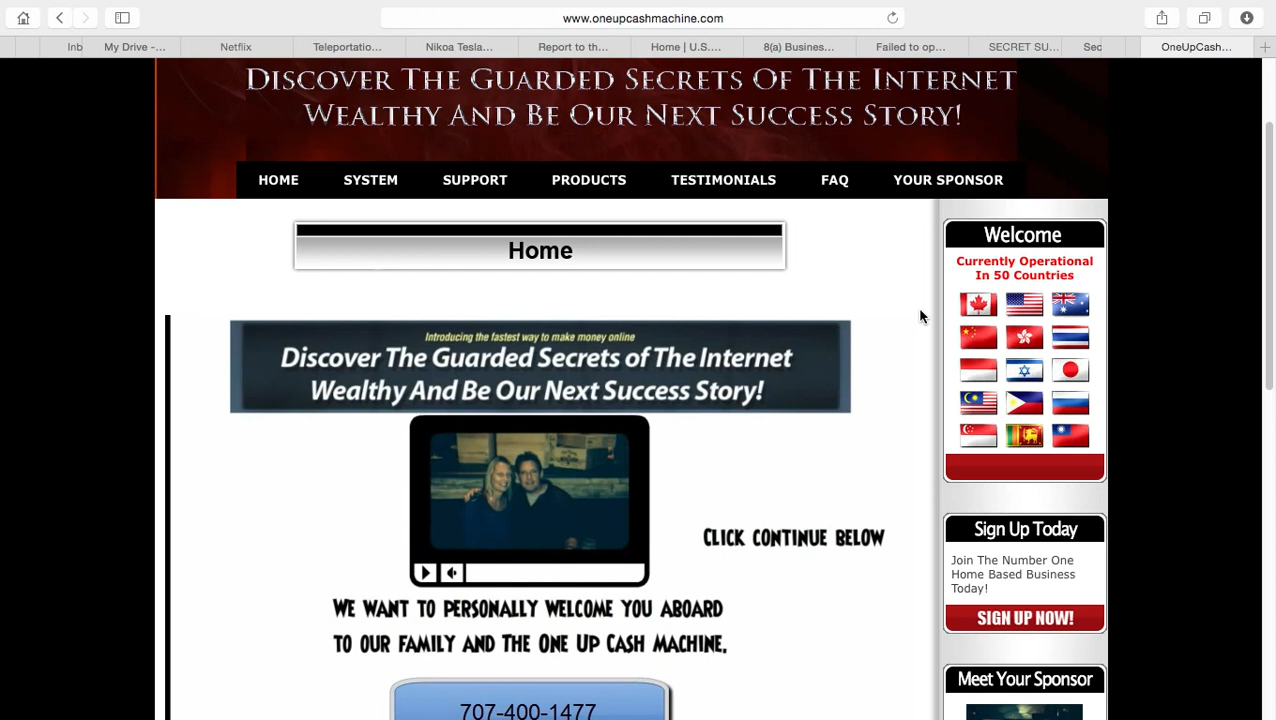 www.oneupcashmachine.com
Inb
My Drive -...
Netflix
Teleportatio...
Nikoa Tesla...
Report to th...
Home | U.S....
8(a) Busines...
Failed to op...
SECRET SU...
Sec
OneUpCash...
Discover The Guarded Secrets Of The Internet
Wealthy And Be Our Next Success Story!
HOME
SYSTEM
SUPPORT
PRODUCTS
TESTIMONIALS
FAQ
YOUR SPONSOR
Home
Introducing the fastest way to make money online
Discover The Guarded Secrets of The Internet
Wealthy And Be Our Next Success Story!
Click continue below
We want to personally welcome you aboard
to our family and the One Up Cash Machine.
707-400-1477
Welcome
Currently Operational
In 50 Countries
Sign Up Today
Join The Number One
Home Based Business
Today!
SIGN UP NOW!
Meet Your Sponsor